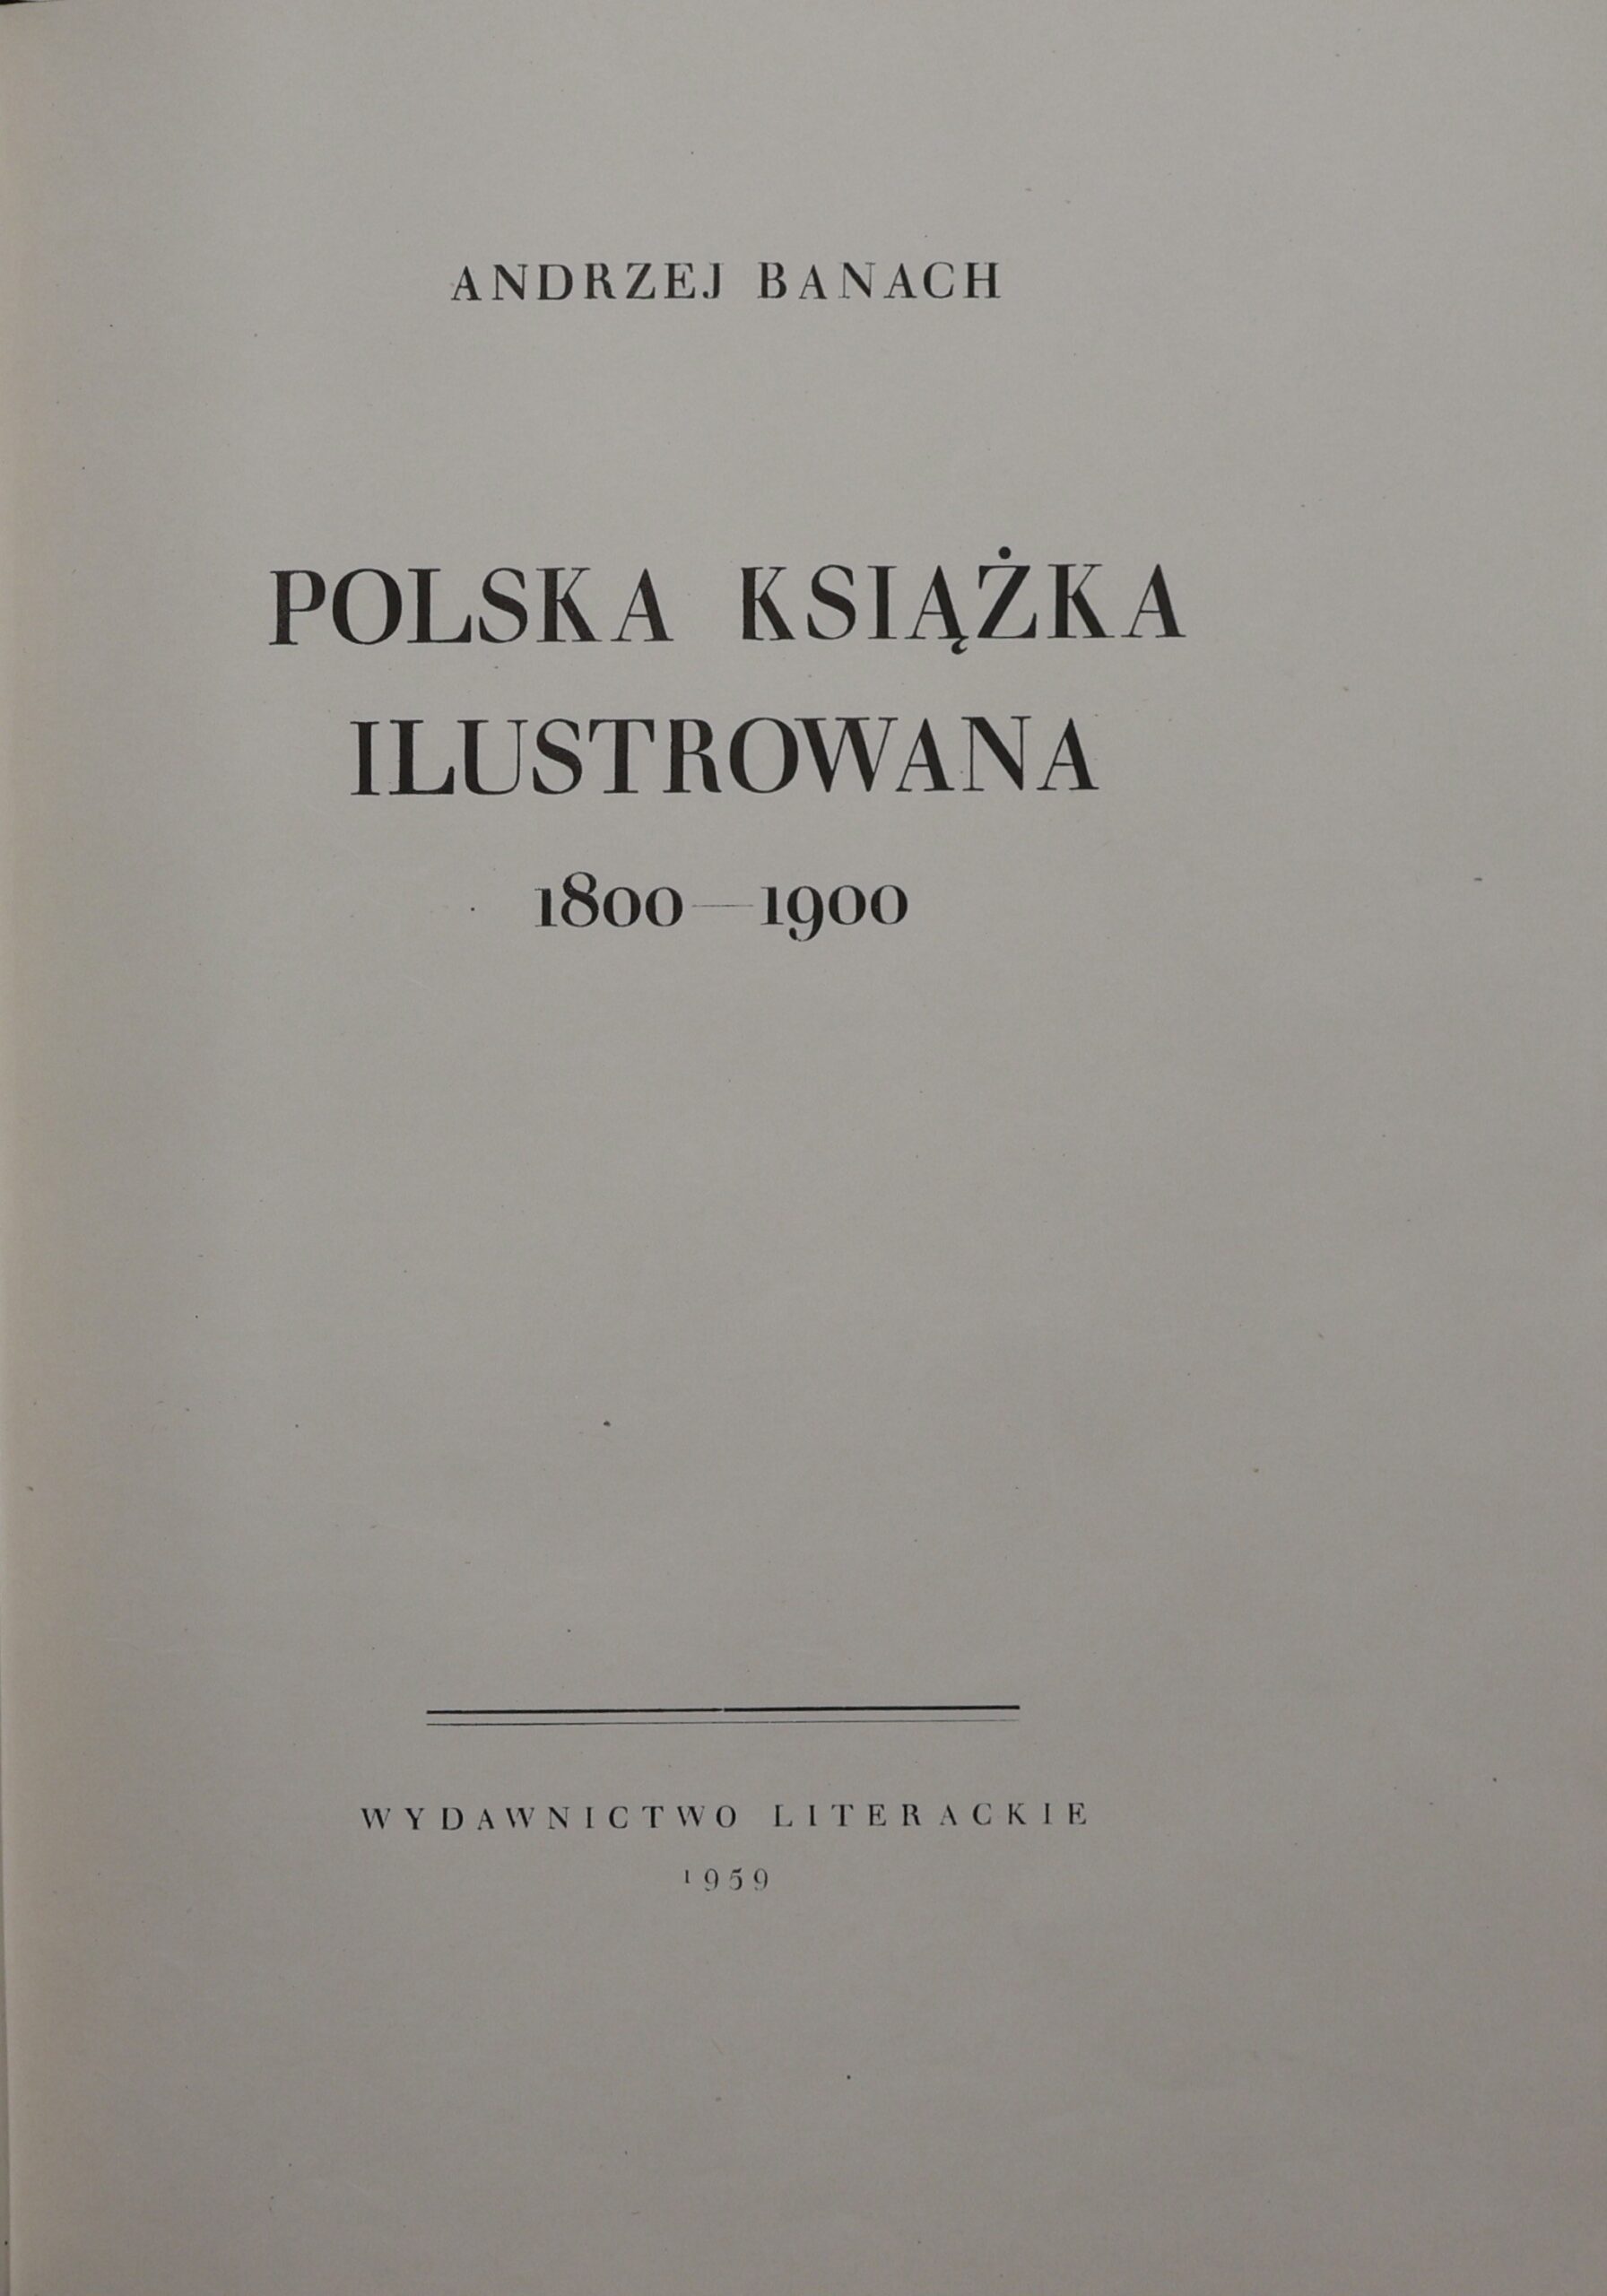 ANDRZEJ BANACH
POLSKA KSIĄŻKA
ILUSTROWANA
1800—1900
WYDAWNICTWO LITERACKIE
1959